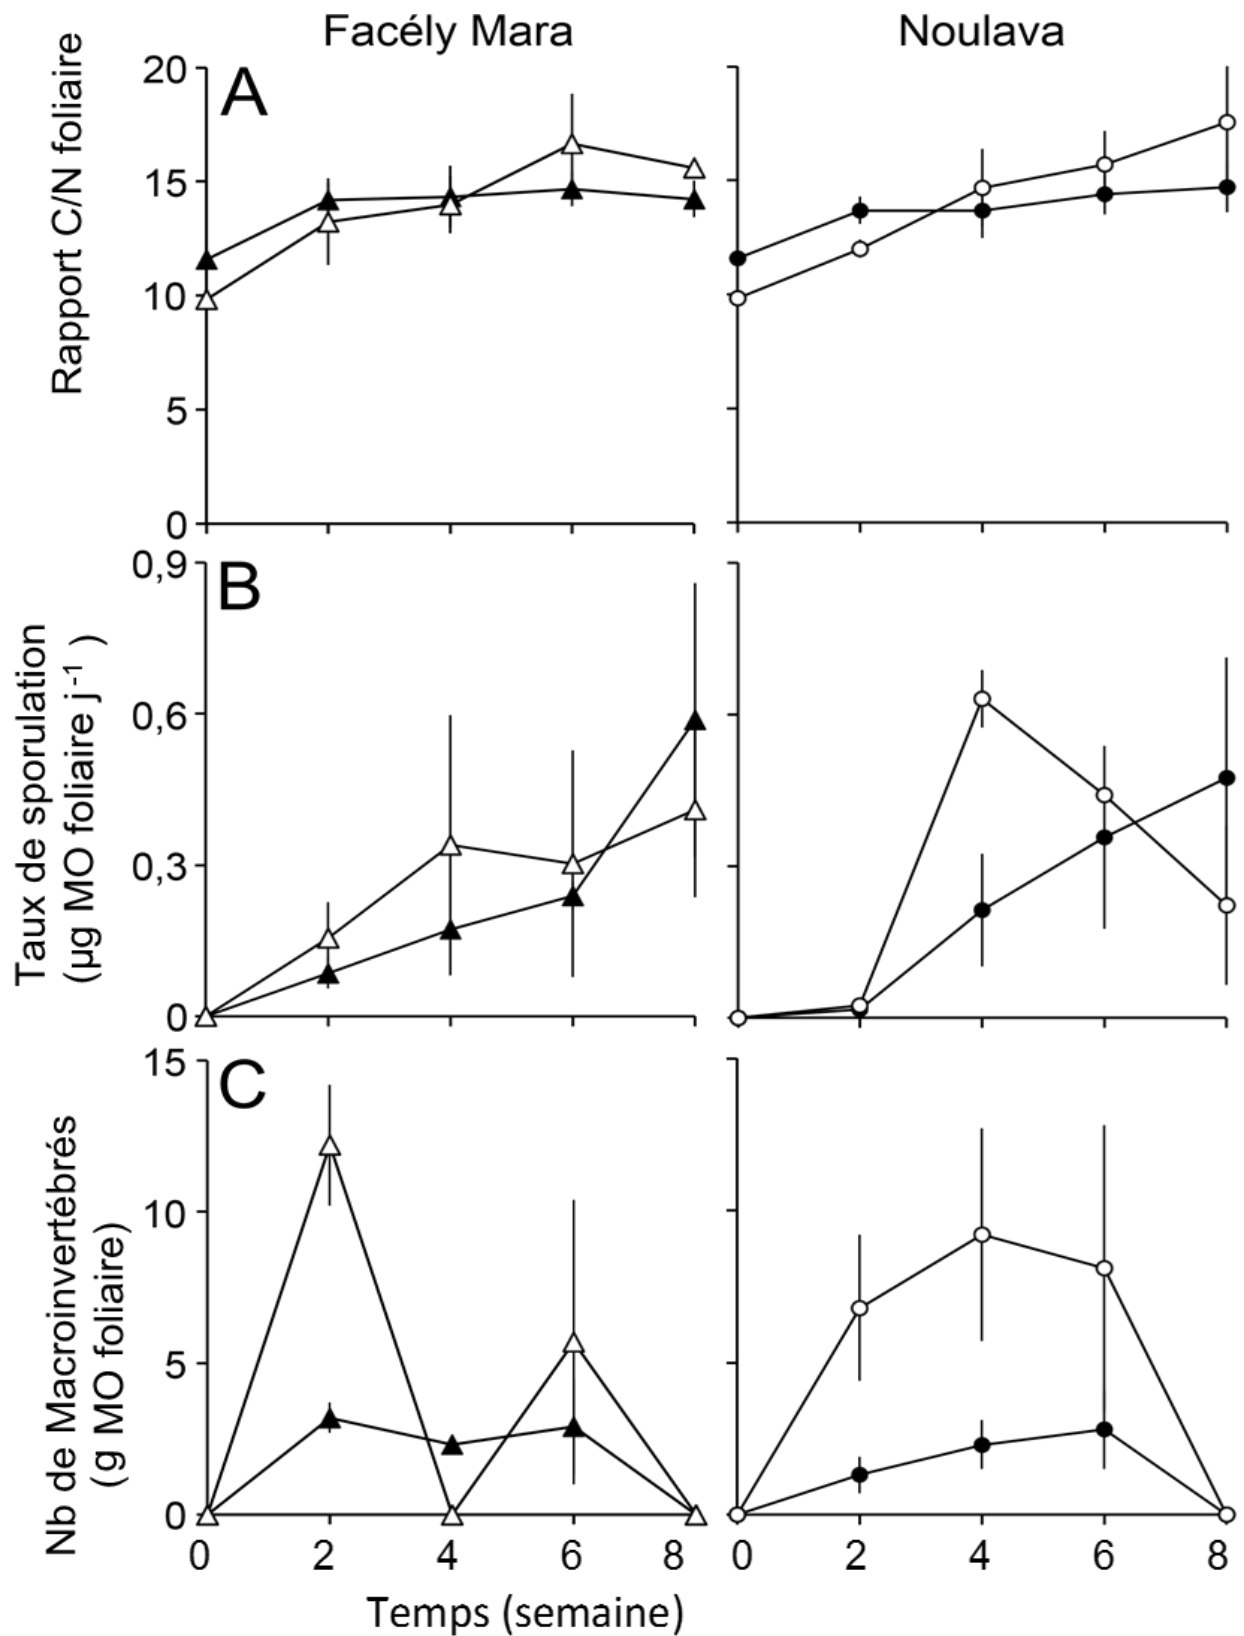 Facély Mara
Noulava
A
Rapport C/N foliaire
20
15
10
5
0
B
Taux de sporulation
(µg MO foliaire j-1 )
0,9
0,6
0,3
0
C
Nb de Macroinvertébrés
(g MO foliaire)
15
10
5
0
0 2 4 6 8
0 2 4 6 8
Temps (semaine)